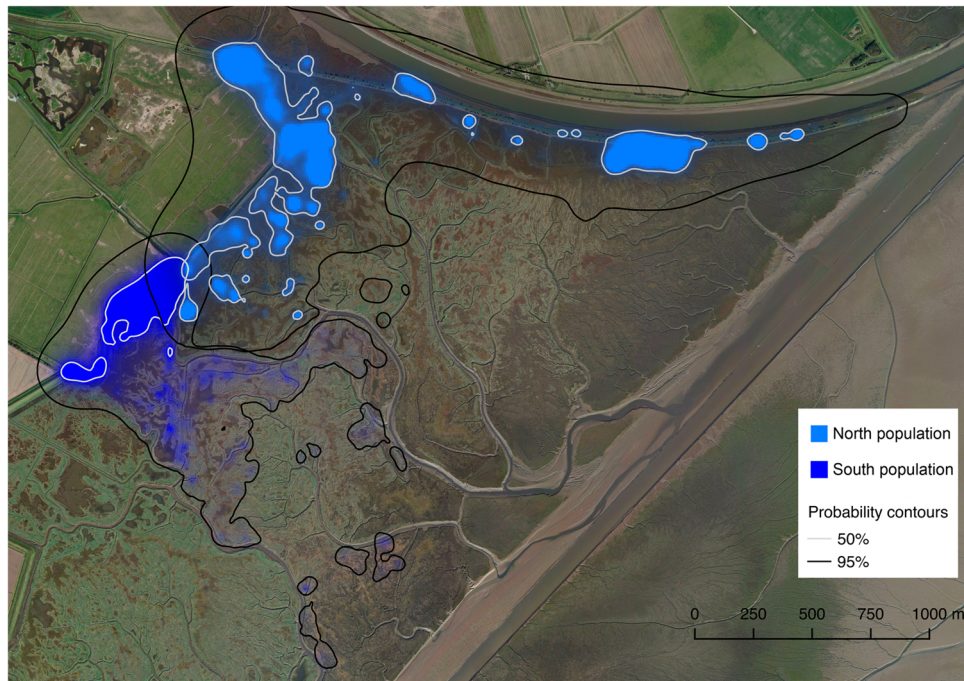 North population
South population
Probability contours
50%
95%
0 250 500 750 1000 m